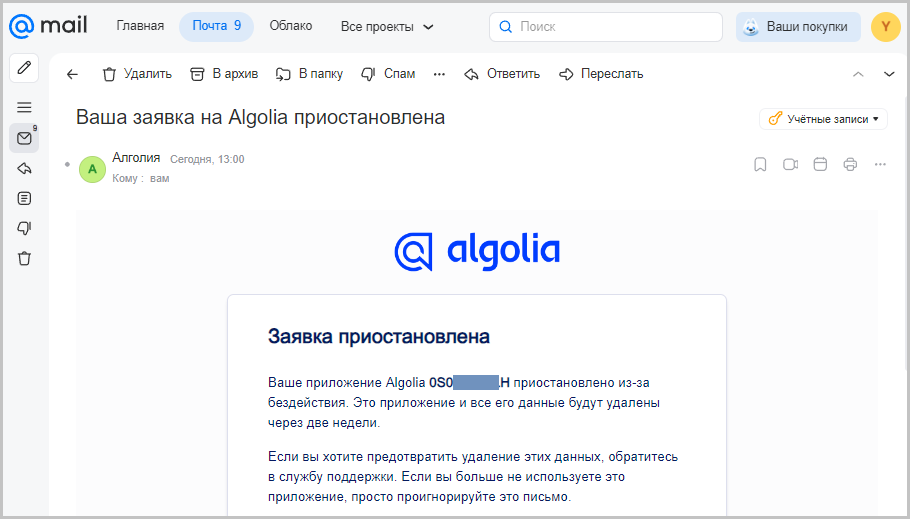 @mail
Главная
Почта 9
Облако
Все проекты
Поиск
Ваши покупки
Y
Удалить
В архив
В папку
Спам
Ответить
Переслать
9
Ваша заявка на Algolia приостановлена
Учётные записи
А
Алголия
Сегодня, 13:00
Кому : вам
algolia
Заявка приостановлена
Ваше приложение Algolia 0S0 .H приостановлено из-за
бездействия. Это приложение и все его данные будут удалены
через две недели.
Если вы хотите предотвратить удаление этих данных, обратитесь
в службу поддержки. Если вы больше не используете это
приложение, просто проигнорируйте это письмо.